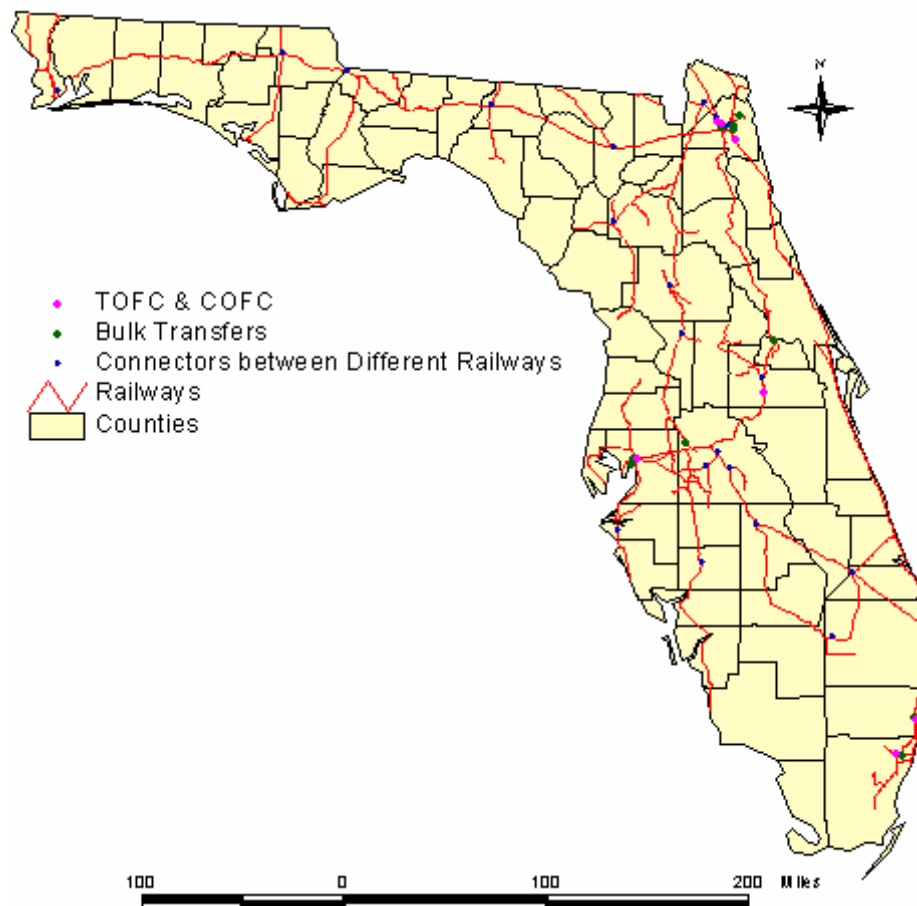 N
TOFC & COFC
Bulk Transfers
Connectors between Different Railways
Railways
Counties
100 0 100 200 Miles